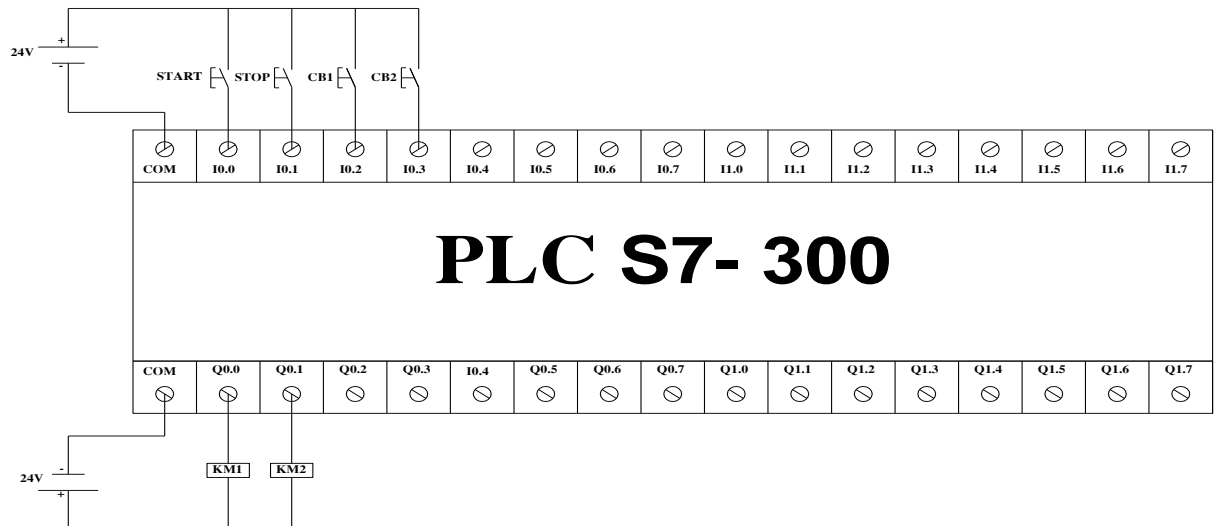 +
24V
-
START STOP CB1 CB2
COM I0.0 I0.1 I0.2 I0.3 I0.4 I0.5 I0.6 I0.7 I1.0 I1.1 I1.2 I1.3 I1.4 I1.5 I1.6 I1.7
PLC S7- 300
COM Q0.0 Q0.1 Q0.2 Q0.3 I0.4 Q0.5 Q0.6 Q0.7 Q1.0 Q1.1 Q1.2 Q1.3 Q1.4 Q1.5 Q1.6 Q1.7
-
24V
+
KM1 KM2